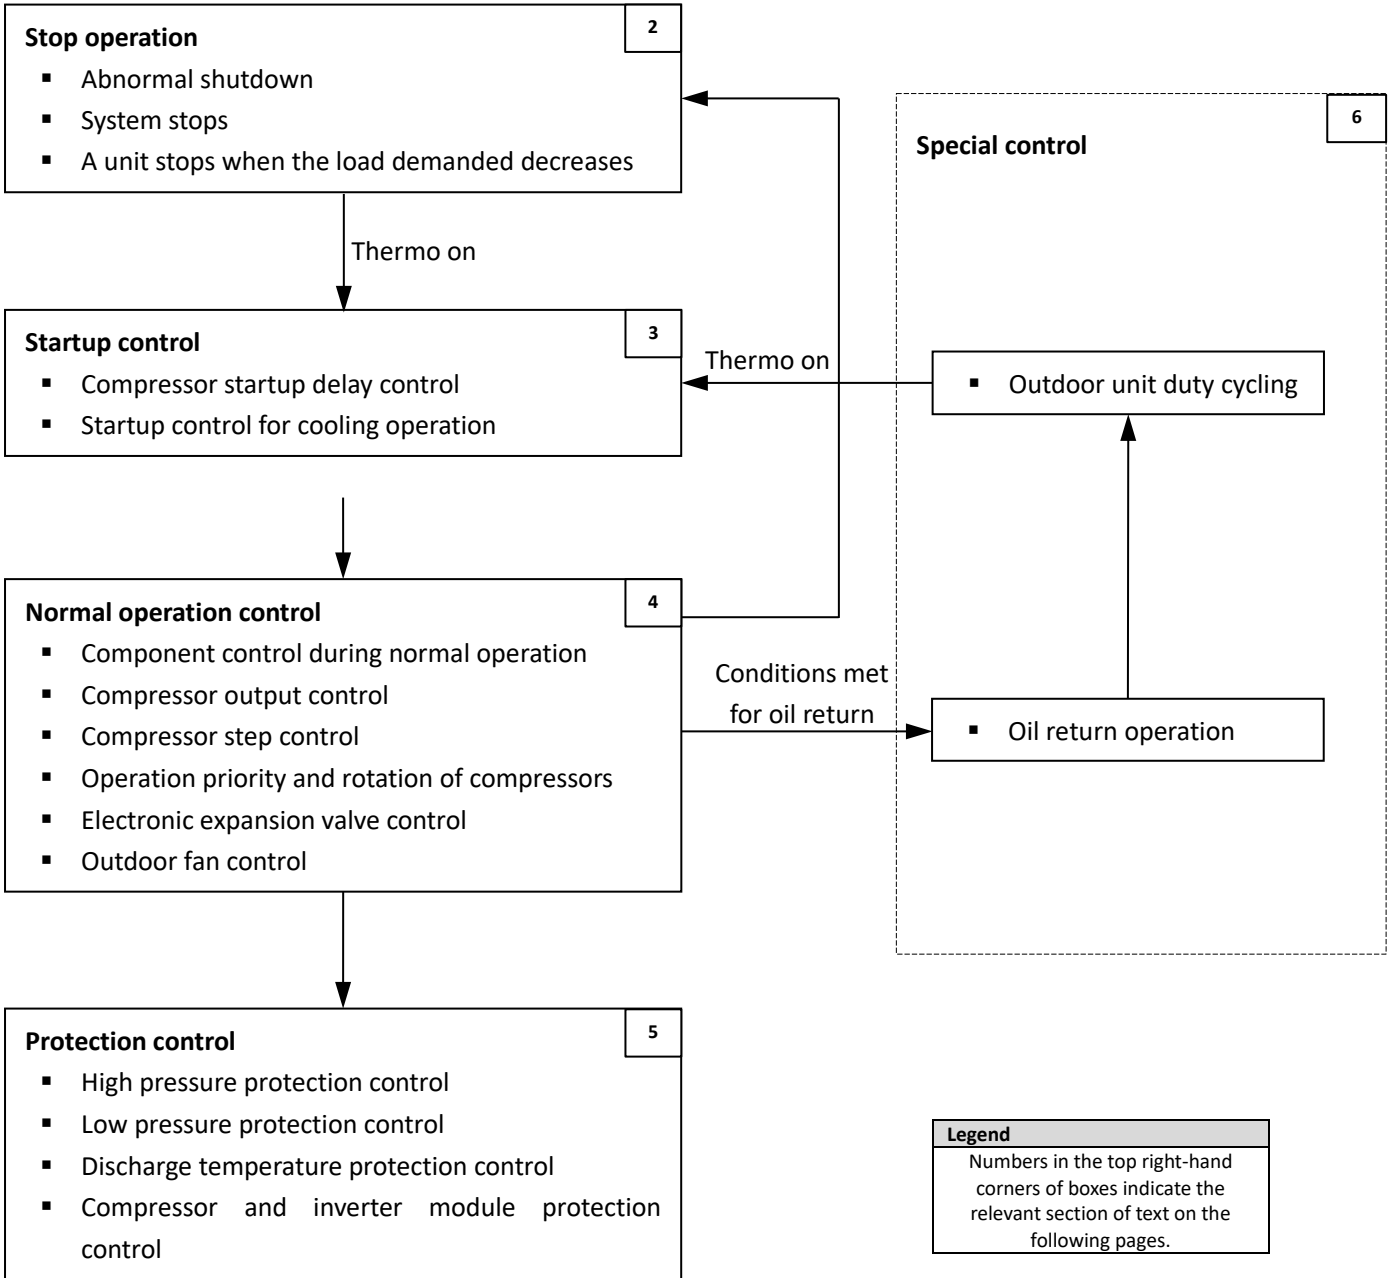 Stop operation
2
▪ Abnormal shutdown
▪ System stops
▪ A unit stops when the load demanded decreases
Thermo on
Startup control
3
▪ Compressor startup delay control
▪ Startup control for cooling operation
Normal operation control
4
▪ Component control during normal operation
▪ Compressor output control
▪ Compressor step control
▪ Operation priority and rotation of compressors
▪ Electronic expansion valve control
▪ Outdoor fan control
Protection control
5
▪ High pressure protection control
▪ Low pressure protection control
▪ Discharge temperature protection control
▪ Compressor and inverter module protection
control
Thermo on
Conditions met
for oil return
Special control
6
▪ Outdoor unit duty cycling
▪ Oil return operation
Legend
Numbers in the top right-hand
corners of boxes indicate the
relevant section of text on the
following pages.